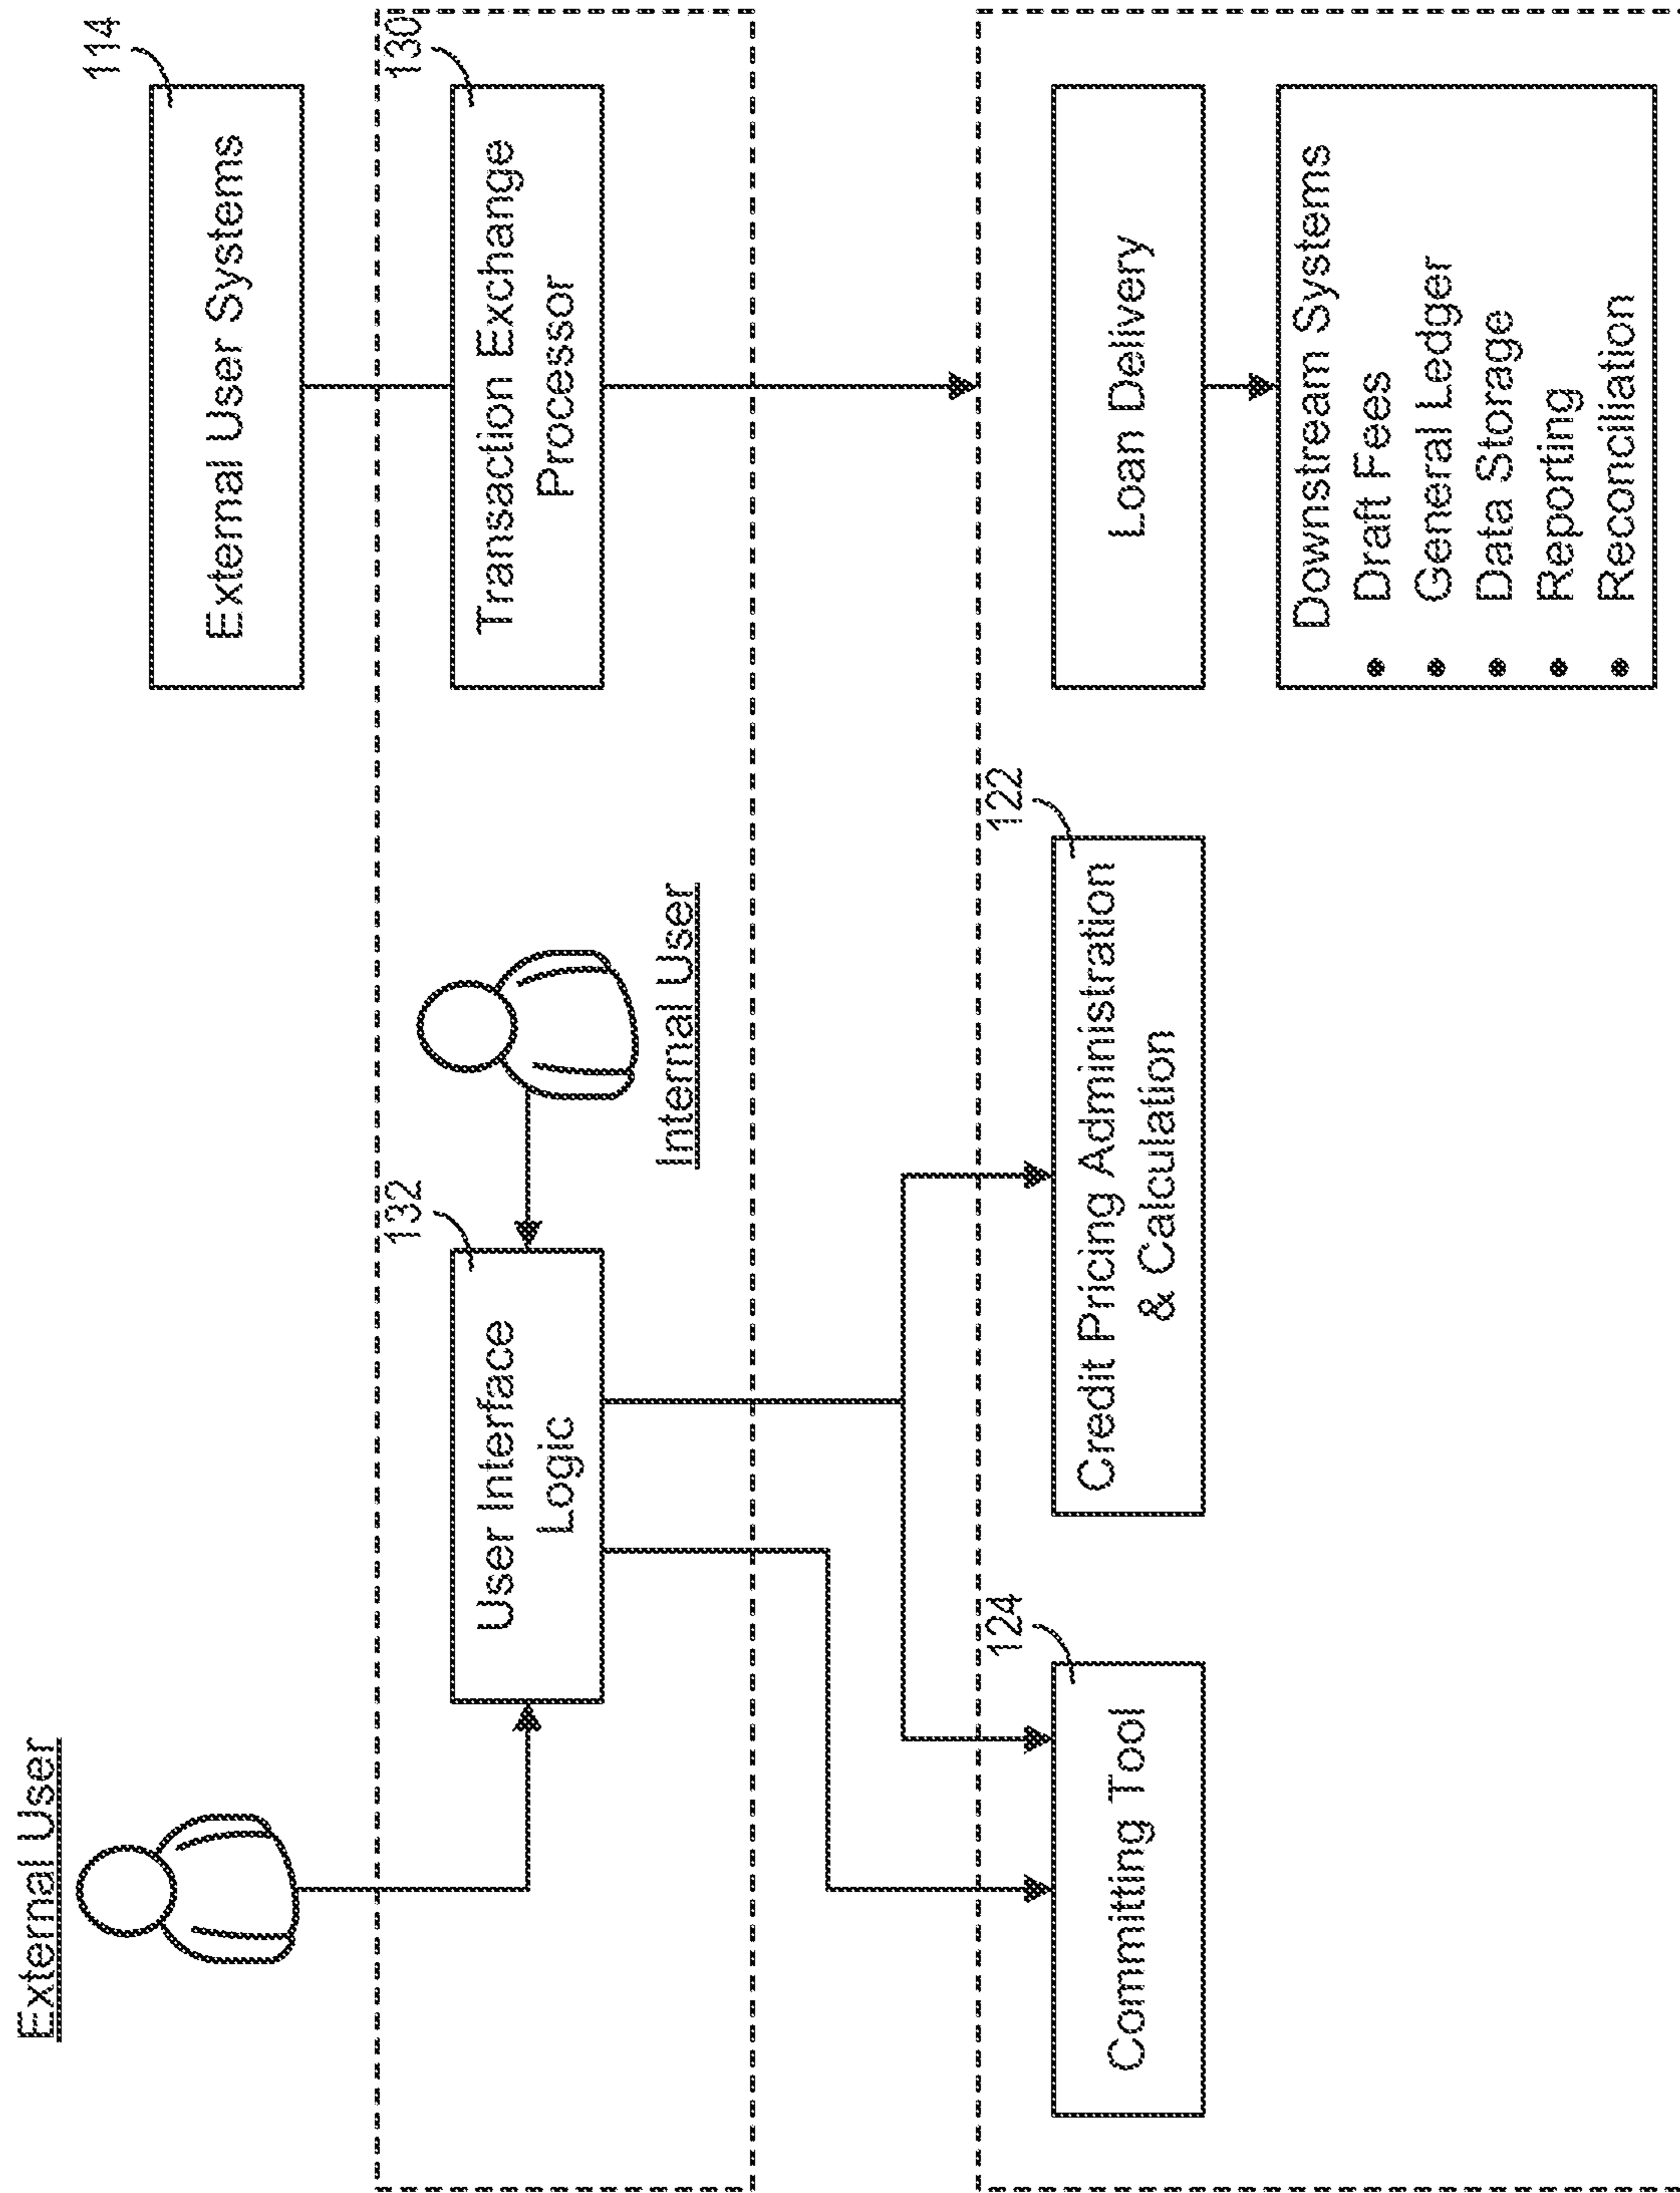 External User
114
External User Systems
132
User Interface
Logic
Internal User
130
Transaction Exchange
Processor
124
Committing Tool
122
Credit Pricing Administration
& Calculation
Loan Delivery
Downstream Systems
• Draft Fees
• General Ledger
• Data Storage
• Reporting
• Reconciliation